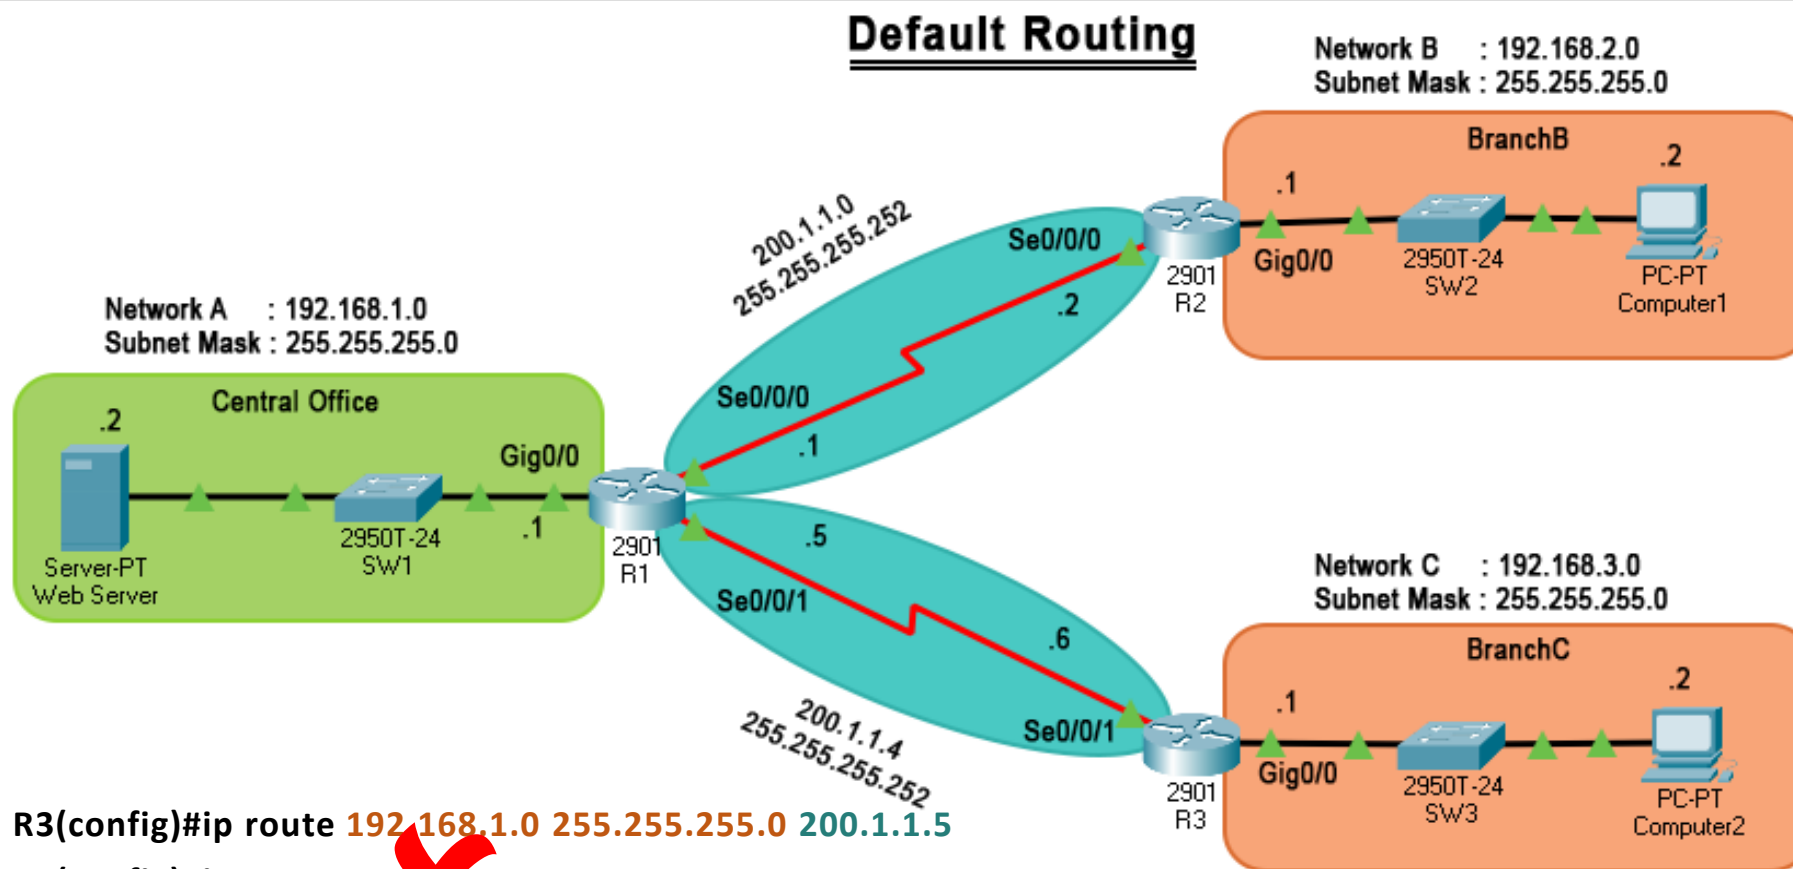 Default Routing
Network B : 192.168.2.0
Subnet Mask : 255.255.255.0
BranchB
.2
.1
Se0/0/0
Gig0/0
.2
2901
R2
2950T-24
SW2
PC-PT
Computer1
200.1.1.0
255.255.255.252
Network A : 192.168.1.0
Subnet Mask : 255.255.255.0
Central Office
.2
Gig0/0
.1
Server-PT
Web Server
2950T-24
SW1
2901
R1
Se0/0/0
.1
.5
Se0/0/1
.6
Se0/0/1
200.1.1.4
255.255.255.252
Network C : 192.168.3.0
Subnet Mask : 255.255.255.0
BranchC
.2
.1
Gig0/0
2901
R3
2950T-24
SW3
PC-PT
Computer2
R3(config)#ip route 192.168.1.0 255.255.255.0 200.1.1.5